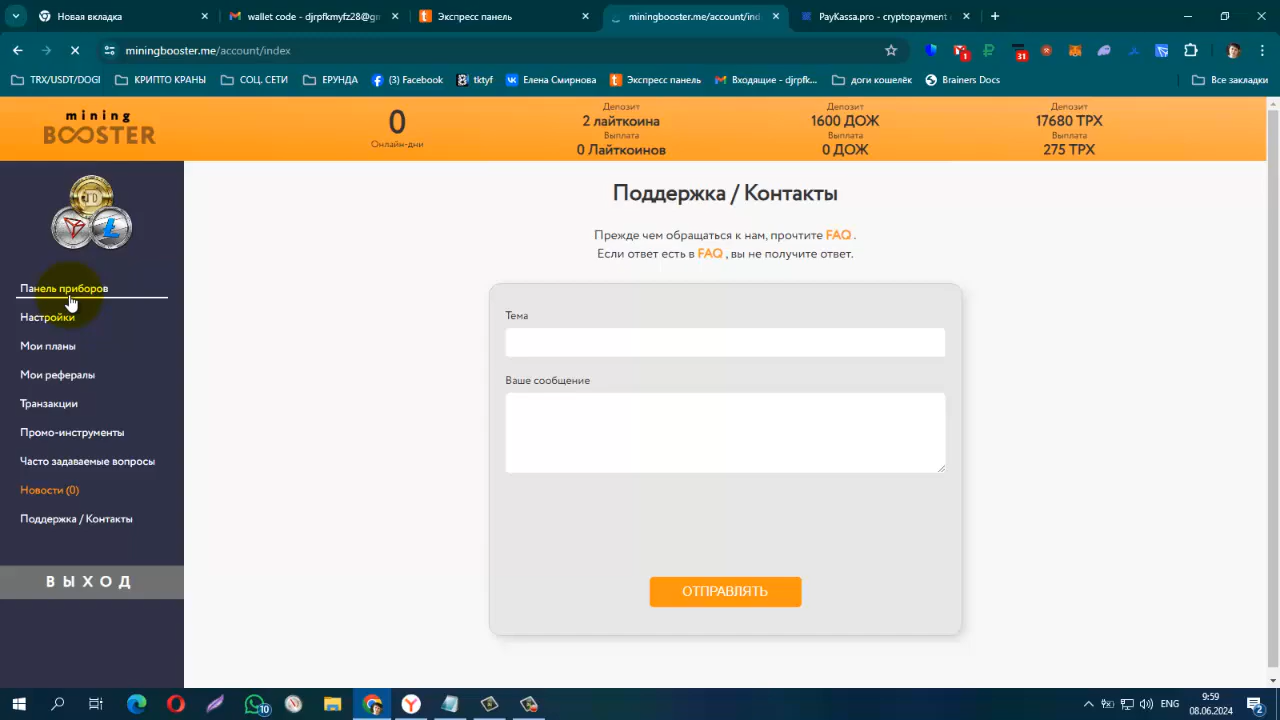 Новая вкладка
wallet code - djrpfkmyfz28@gm
Экспресс панель
miningbooster.me/account/ind
PayKassa.pro - cryptopayment
miningbooster.me/account/index
31
TRX/USDT/DOGI
КРИПТО КРАНЫ
СОЦ. СЕТИ
ЕРУНДА
(3) Facebook
tktyf
Елена Смирнова
Экспресс панель
Входящие - djrpfk...
доги кошелёк
Brainers Docs
Все закладки
mining
BOOSTER
0
Онлайн-дни
Депозит
2 лайткоина
Выплата
0 Лайткоинов
Депозит
1600 ДОЖ
Выплата
0 ДОЖ
Депозит
17680 ТРХ
Выплата
275 ТРХ
Панель приборов
Настройки
Мои планы
Мои рефералы
Транзакции
Промо-инструменты
Часто задаваемые вопросы
Новости (0)
Поддержка / Контакты
ВЫХОД
Поддержка / Контакты
Прежде чем обращаться к нам, прочтите FAQ .
Если ответ есть в FAQ , вы не получите ответ.
Тема
Ваше сообщение
ОТПРАВЛЯТЬ
10
ENG
9:59
08.06.2024
2